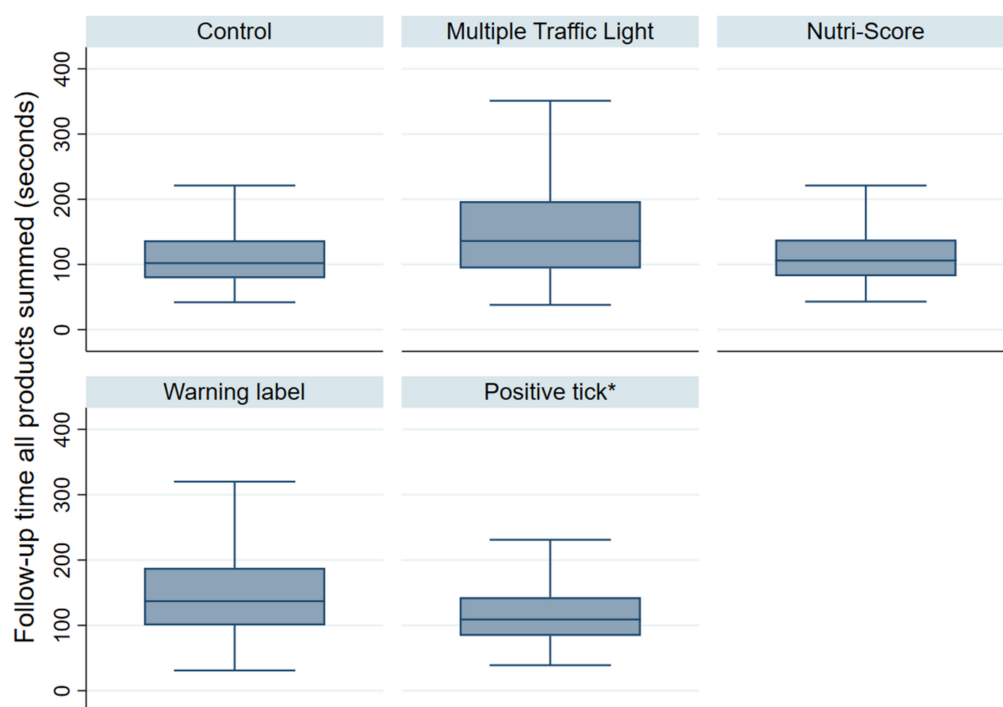 Control
Multiple Traffic Light
Nutri-Score
400
300
200
100
0
Warning label
Positive tick*
400
300
200
100
0
Follow-up time all products summed (seconds)